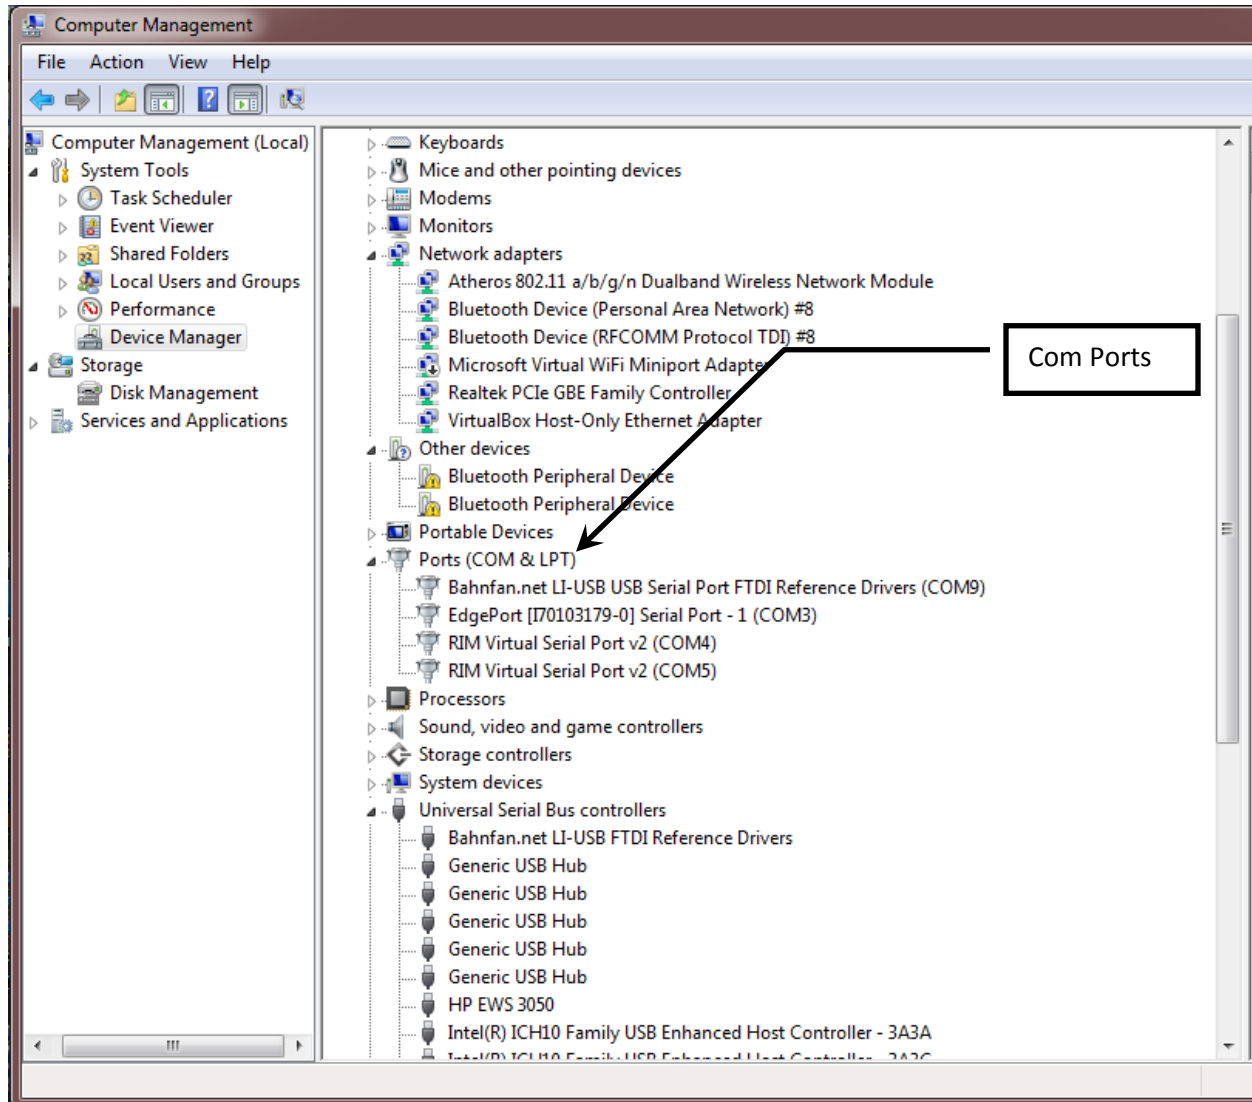 Computer Management
File Action View Help
Computer Management (Local)
System Tools
Task Scheduler
Event Viewer
Shared Folders
Local Users and Groups
Performance
Device Manager
Storage
Disk Management
Services and Applications
Keyboards
Mice and other pointing devices
Modems
Monitors
Network adapters
Atheros 802.11 a/b/g/n Dualband Wireless Network Module
Bluetooth Device (Personal Area Network) #8
Bluetooth Device (RFCOMM Protocol TDI) #8
Microsoft Virtual WiFi Miniport Adapter
Realtek PCIe GBE Family Controller
VirtualBox Host-Only Ethernet Adapter
Other devices
Bluetooth Peripheral Device
Bluetooth Peripheral Device
Portable Devices
Ports (COM & LPT)
Bahnfan.net LI-USB USB Serial Port FTDI Reference Drivers (COM9)
EdgePort [I70103179-0] Serial Port - 1 (COM3)
RIM Virtual Serial Port v2 (COM4)
RIM Virtual Serial Port v2 (COM5)
Processors
Sound, video and game controllers
Storage controllers
System devices
Universal Serial Bus controllers
Bahnfan.net LI-USB FTDI Reference Drivers
Generic USB Hub
Generic USB Hub
Generic USB Hub
Generic USB Hub
Generic USB Hub
HP EWS 3050
Intel(R) ICH10 Family USB Enhanced Host Controller - 3A3A
Intel(R) ICH10 Family USB Enhanced Host Controller - 3A3C
Com Ports